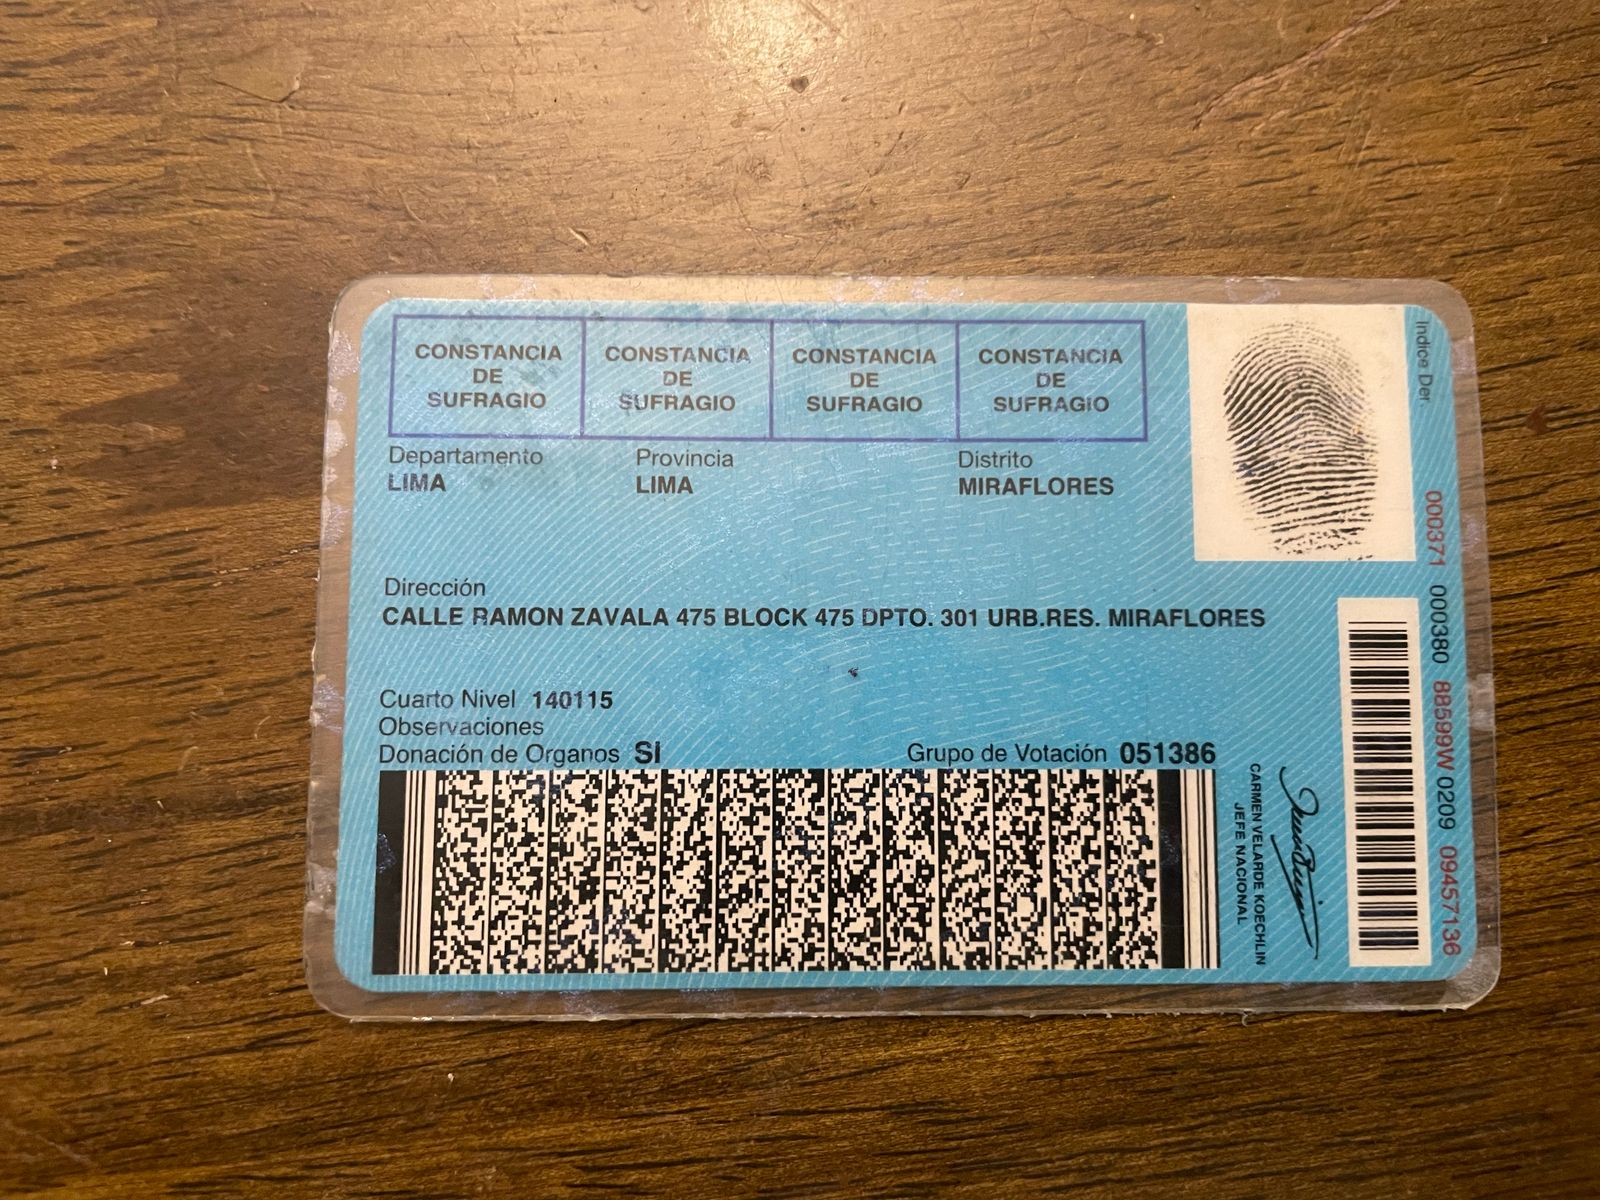 CONSTANCIA DE SUFRAGIO
CONSTANCIA DE SUFRAGIO
CONSTANCIA DE SUFRAGIO
CONSTANCIA DE SUFRAGIO
Departamento Provincia Distrito
LIMA LIMA MIRAFLORES
Dirección
CALLE RAMON ZAVALA 475 BLOCK 475 DPTO. 301 URB.RES. MIRAFLORES
Cuarto Nivel 140115
Observaciones
Donación de Organos SI Grupo de Votación 051386
CARMEN VELARDE KOECHLIN
JEFE NACIONAL
Indice Der
000371 000380 88599W 0209 09457136